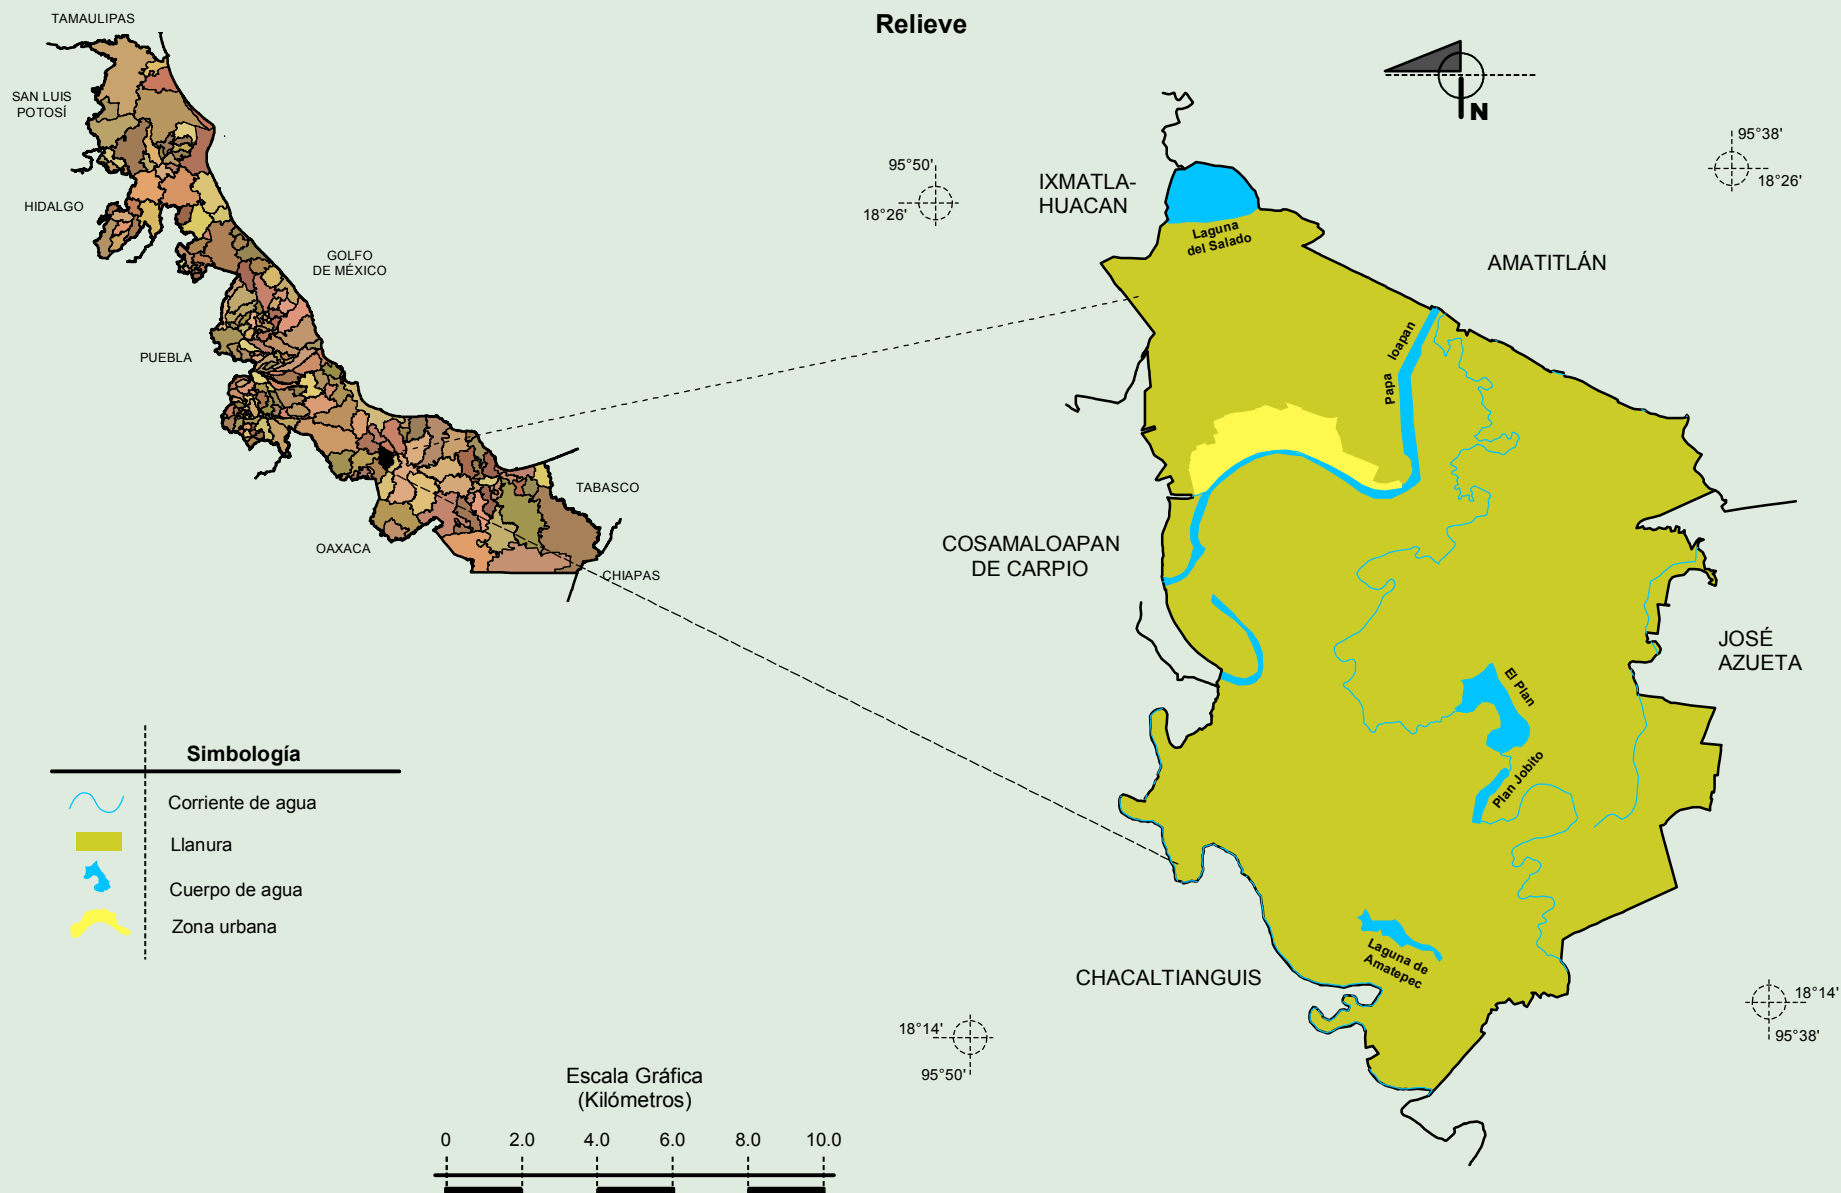 Relieve
TAMAULIPAS
SAN LUIS
POTOSÍ
HIDALGO
GOLFO
DE MÉXICO
PUEBLA
TABASCO
OAXACA
CHIAPAS
N
95°50'
18°26'
95°38'
18°26'
IXMATLA-
HUACAN
Laguna
del Salado
AMATITLÁN
Papa loapan
COSAMALOAPAN
DE CARPIO
JOSÉ
AZUETA
El Plan
Plan Jobito
Laguna de
Amatepec
CHACALTIANGUIS
18°14'
95°50'
18°14'
95°38'
Simbología
Corriente de agua
Llanura
Cuerpo de agua
Zona urbana
Escala Gráfica
(Kilómetros)
0 2.0 4.0 6.0 8.0 10.0